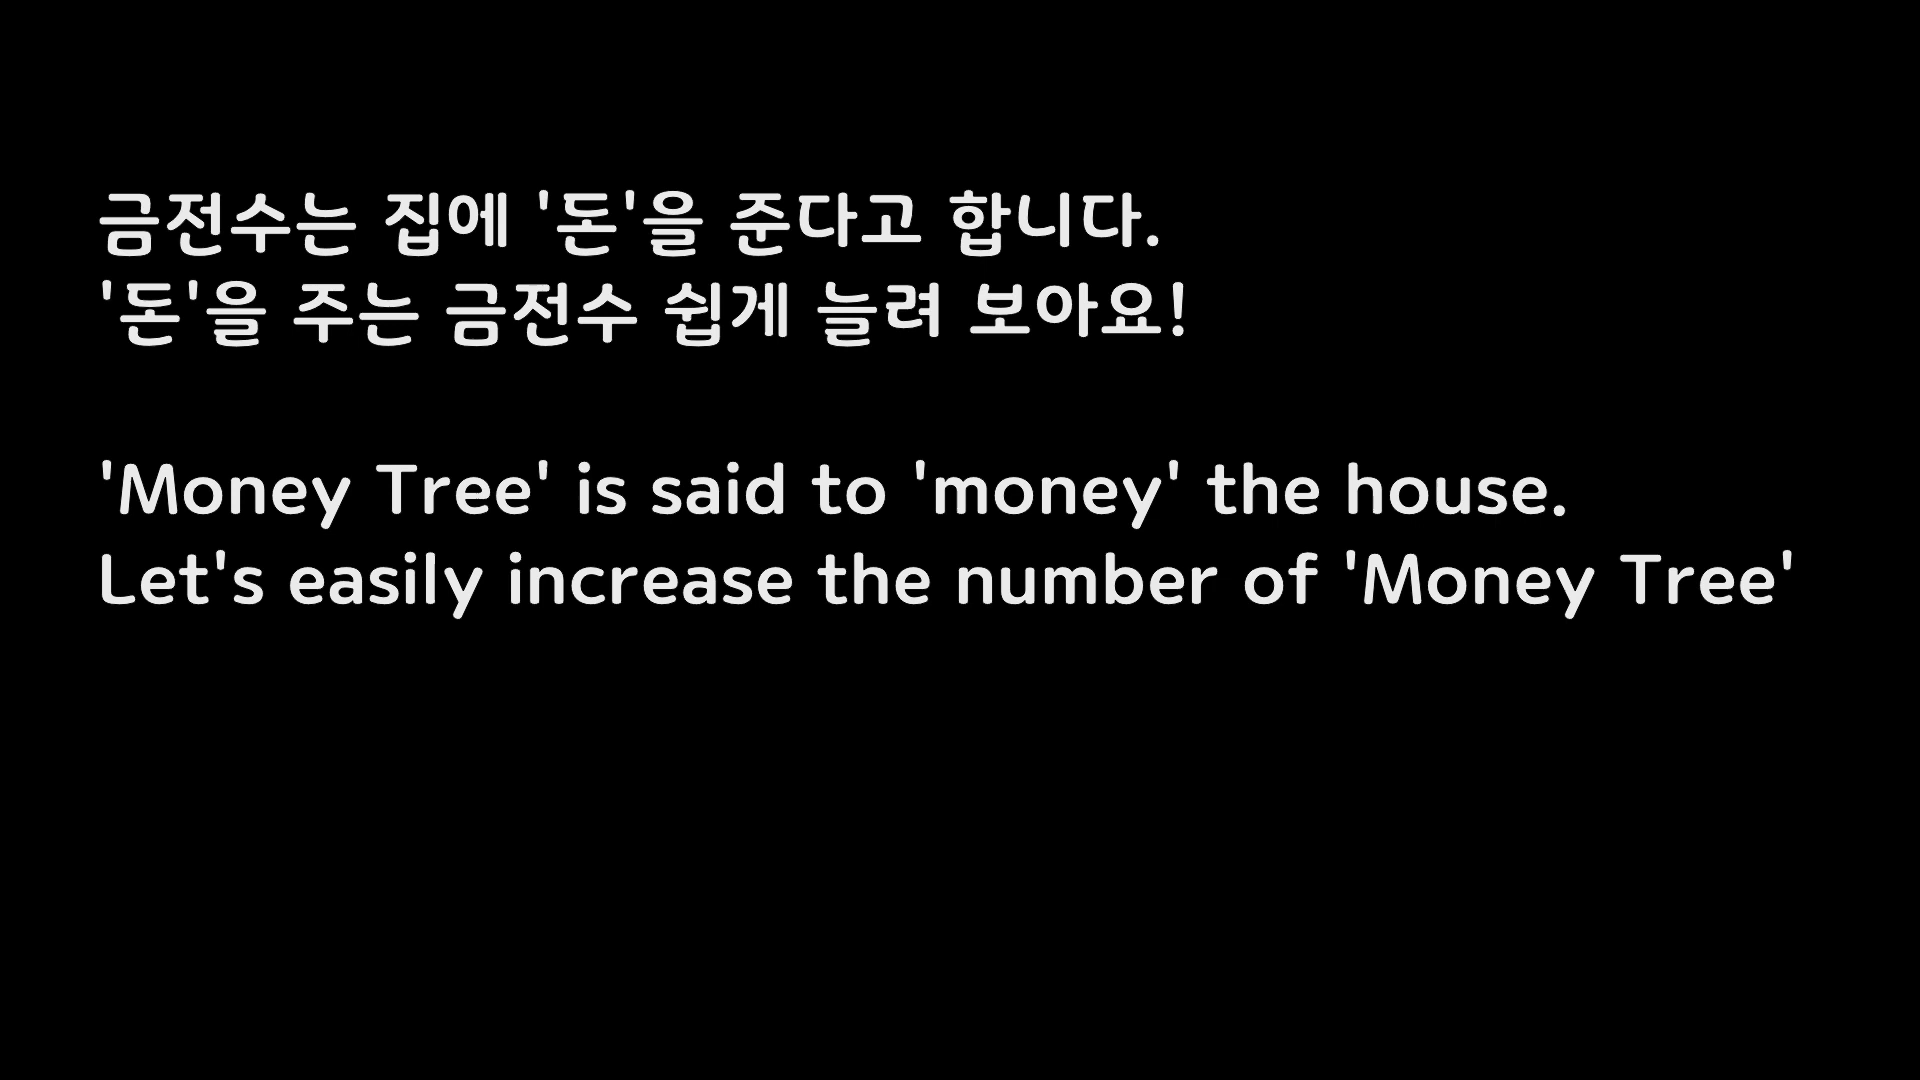 금전수는 집에 '돈'을 준다고 합니다.
'돈'을 주는 금전수 쉽게 늘려 보아요!
'Money Tree' is said to 'money' the house.
Let's easily increase the number of 'Money Tree'